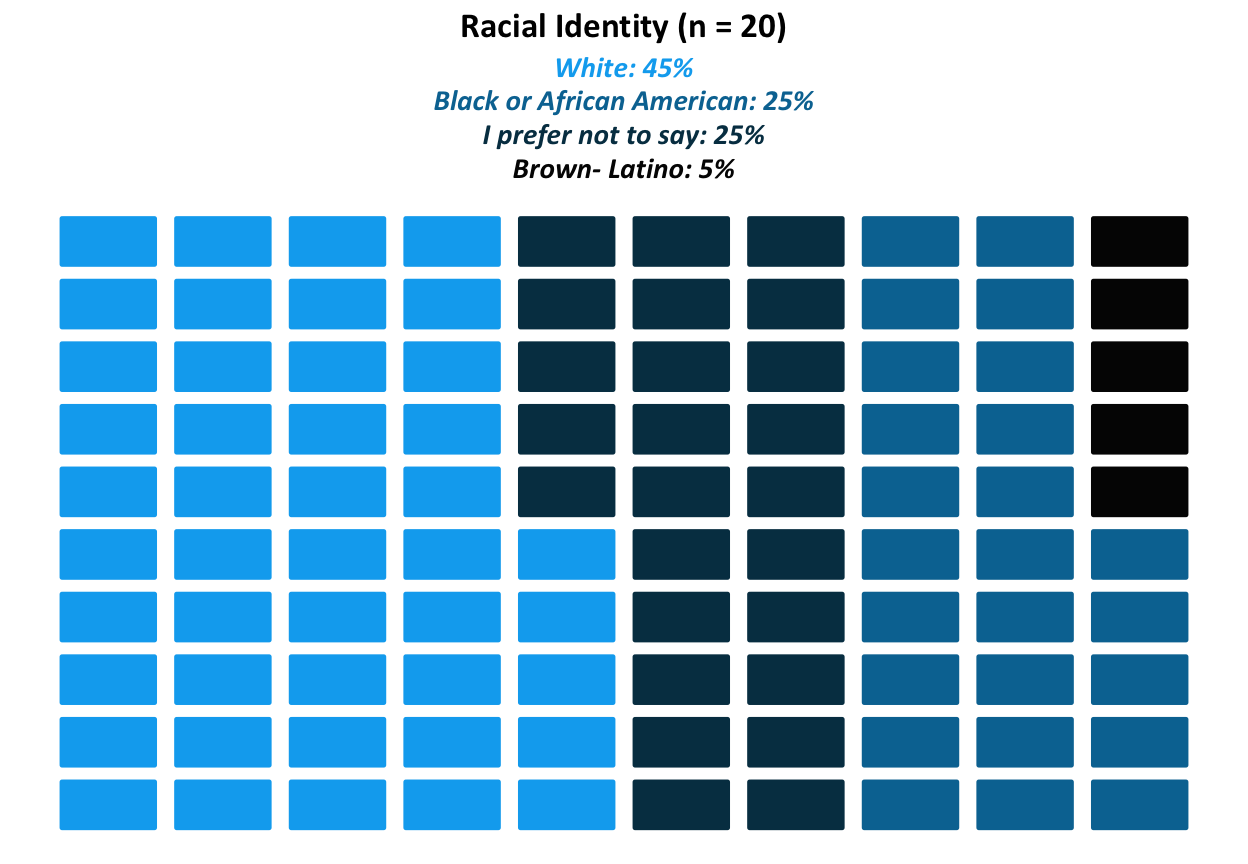 Racial Identity (n = 20)
White: 45%
Black or African American: 25%
I prefer not to say: 25%
Brown- Latino: 5%